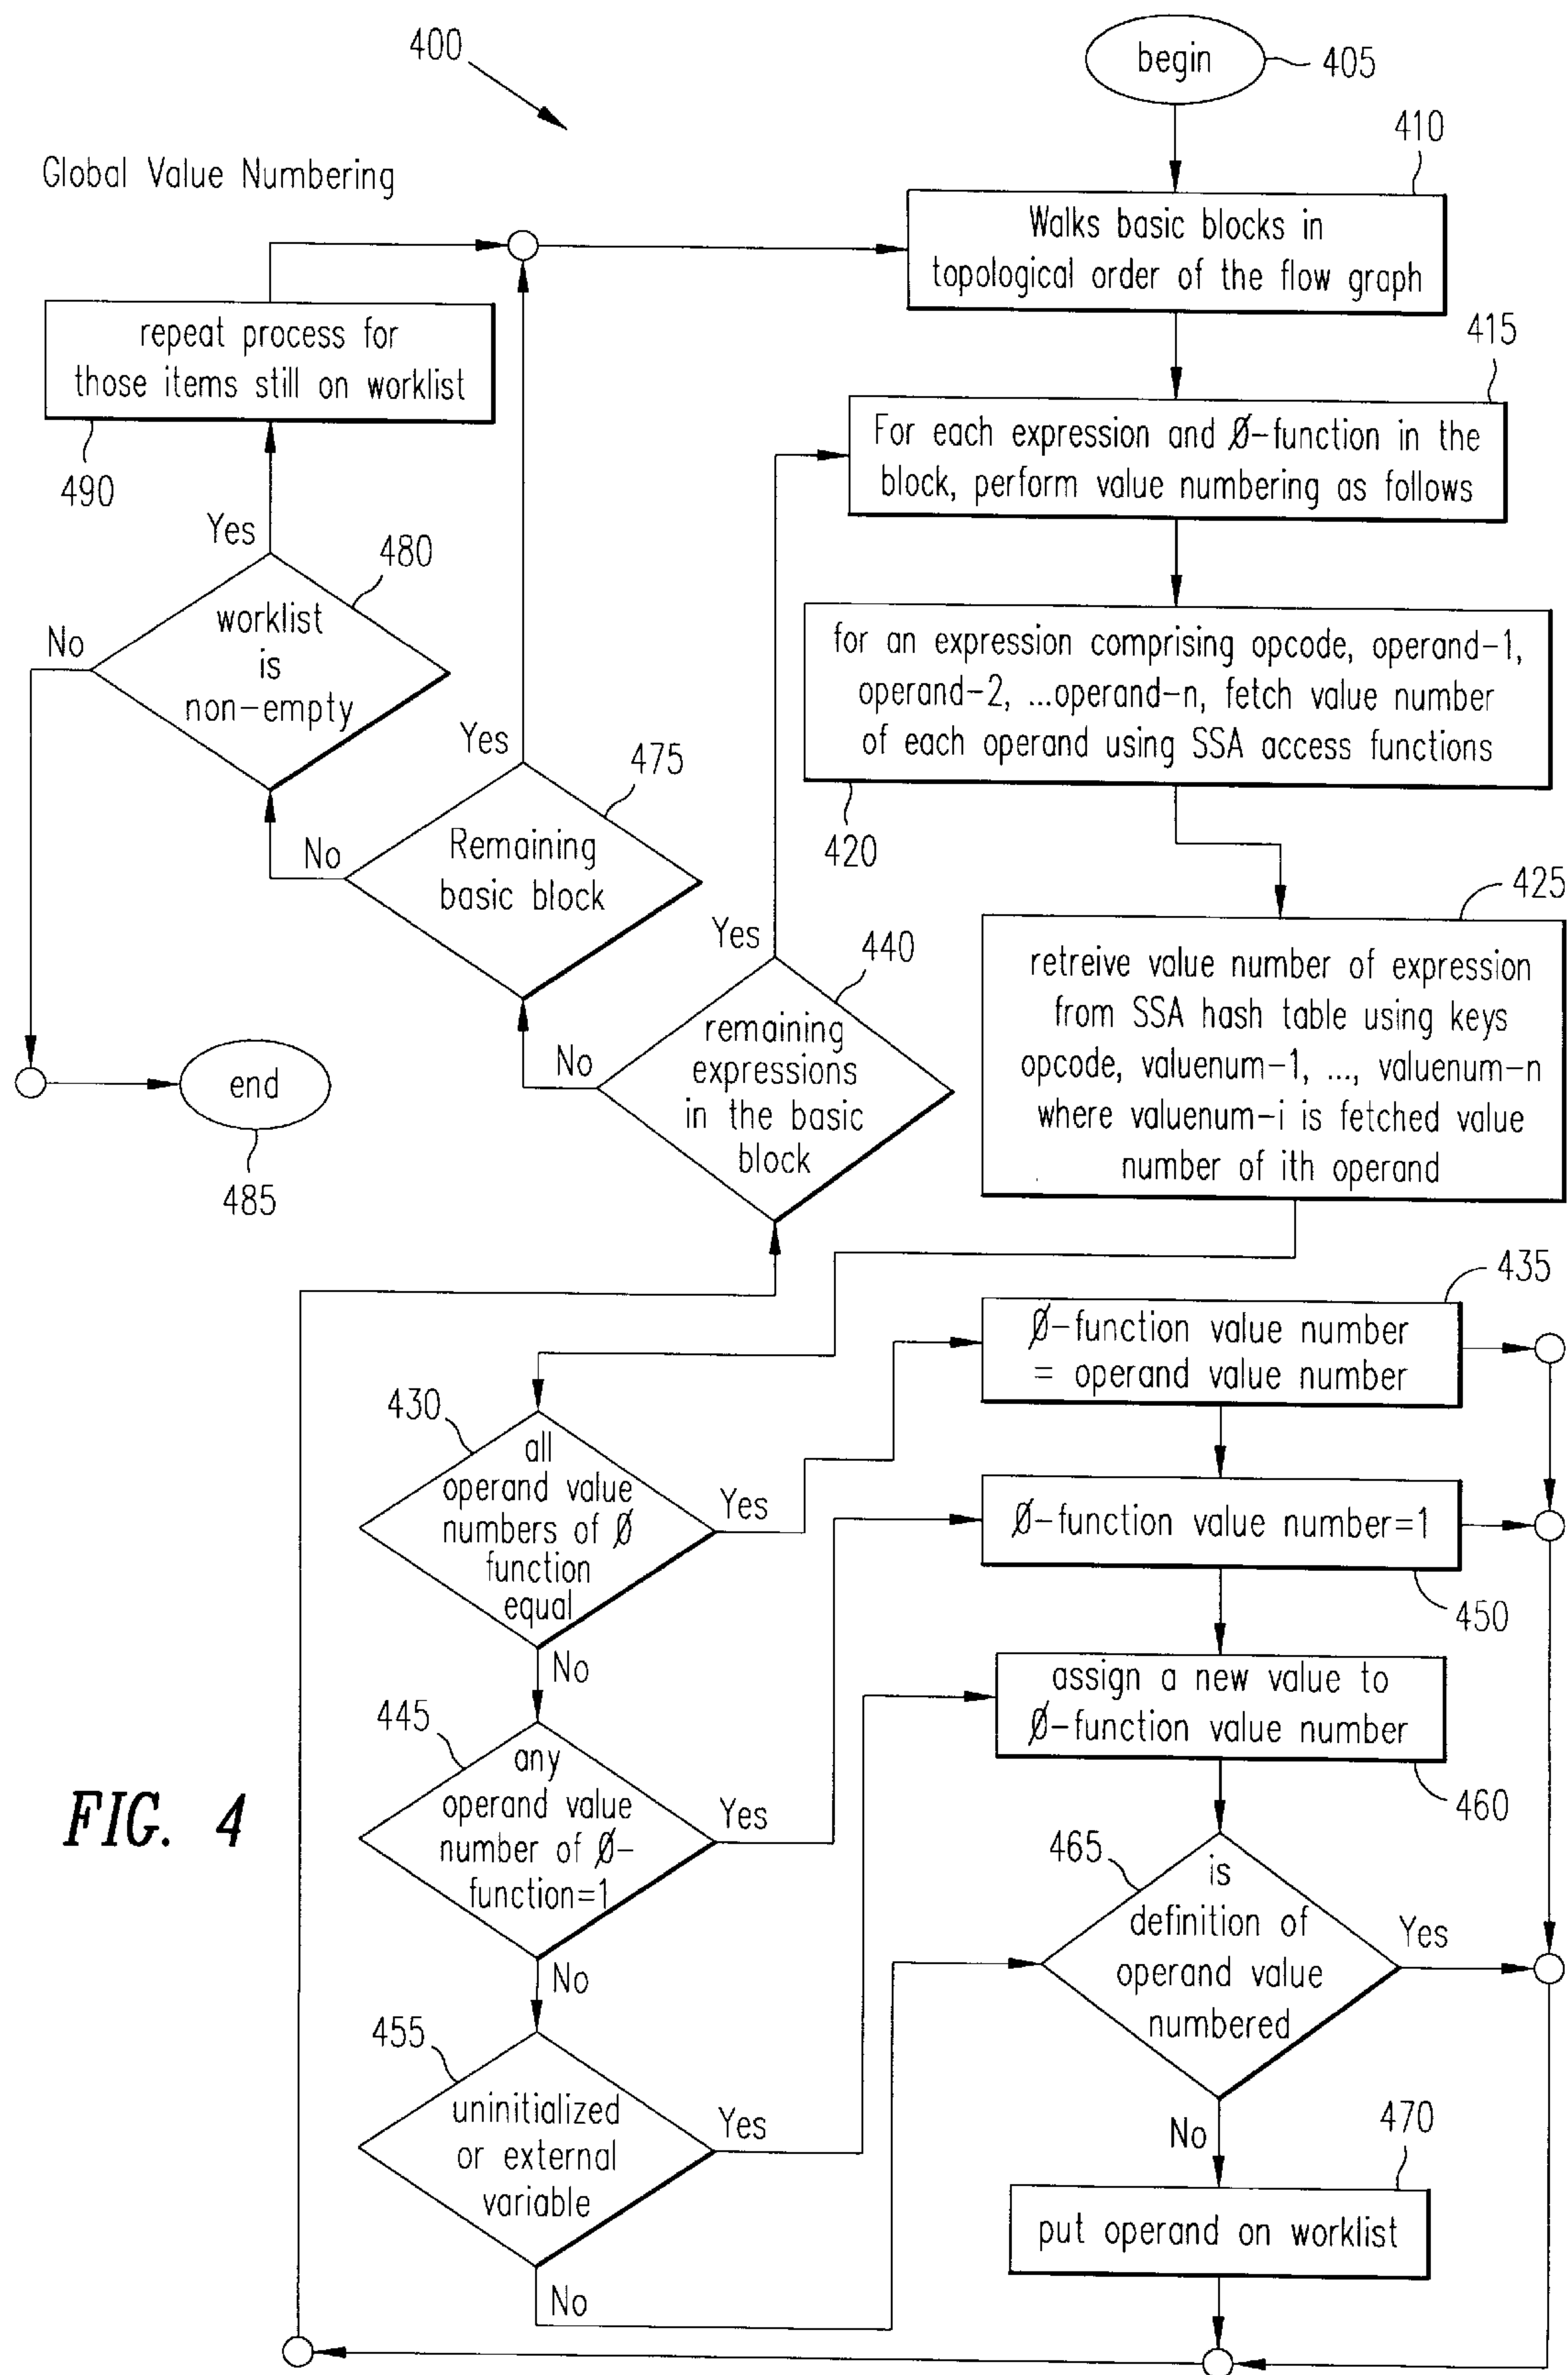 400
begin
405
Global Value Numbering
410
Walks basic blocks in
topological order of the flow graph
repeat process for
those items still on worklist
490
415
For each expression and Ø-function in the
block, perform value numbering as follows
Yes
480
worklist
is
non-empty
No
for an expression comprising opcode, operand-1,
operand-2, ...operand-n, fetch value number
of each operand using SSA access functions
420
Yes
475
Remaining
basic block
No
425
retreive value number of expression
from SSA hash table using keys
opcode, valuenum-1, ..., valuenum-n
where valuenum-i is fetched value
number of ith operand
Yes
440
remaining
expressions
in the basic
block
No
end
485
435
Ø-function value number
= operand value number
430
all
operand value
numbers of Ø
function
equal
Yes
No
Ø-function value number=1
450
445
any
operand value
number of Ø-
function=1
Yes
No
assign a new value to
Ø-function value number
460
FIG. 4
465
is
definition of
operand value
numbered
Yes
No
455
uninitialized
or external
variable
Yes
No
470
put operand on worklist